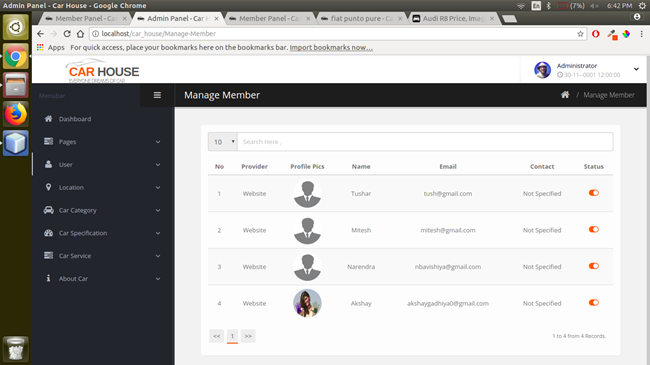 Admin Panel - Car House - Google Chrome En (7%) 6:42 PM
Member Panel - Ca Admin Panel - Car H Member Panel - Ca fiat punto pure - G Audi R8 Price, Imag
localhost/car_house/Manage-Member
Apps For quick access, place your bookmarks here on the bookmarks bar. Import bookmarks now…
CAR HOUSE
EVERYONE DREAMS OF CAR
Administrator
30-11--0001 12:00:00
Menubar Manage Member / Manage Member
Dashboard
Pages
User
Location
Car Category
Car Specification
Car Service
About Car
10 Search Here ,
No Provider Profile Pics Name Email Contact Status
1 Website Tushar tush@gmail.com Not Specified
2 Website Mitesh mitesh@gmail.com Not Specified
3 Website Narendra nbavishiya@gmail.com Not Specified
4 Website Akshay akshaygadhiya0@gmail.com Not Specified
<< 1 >> 1 to 4 from 4 Records.